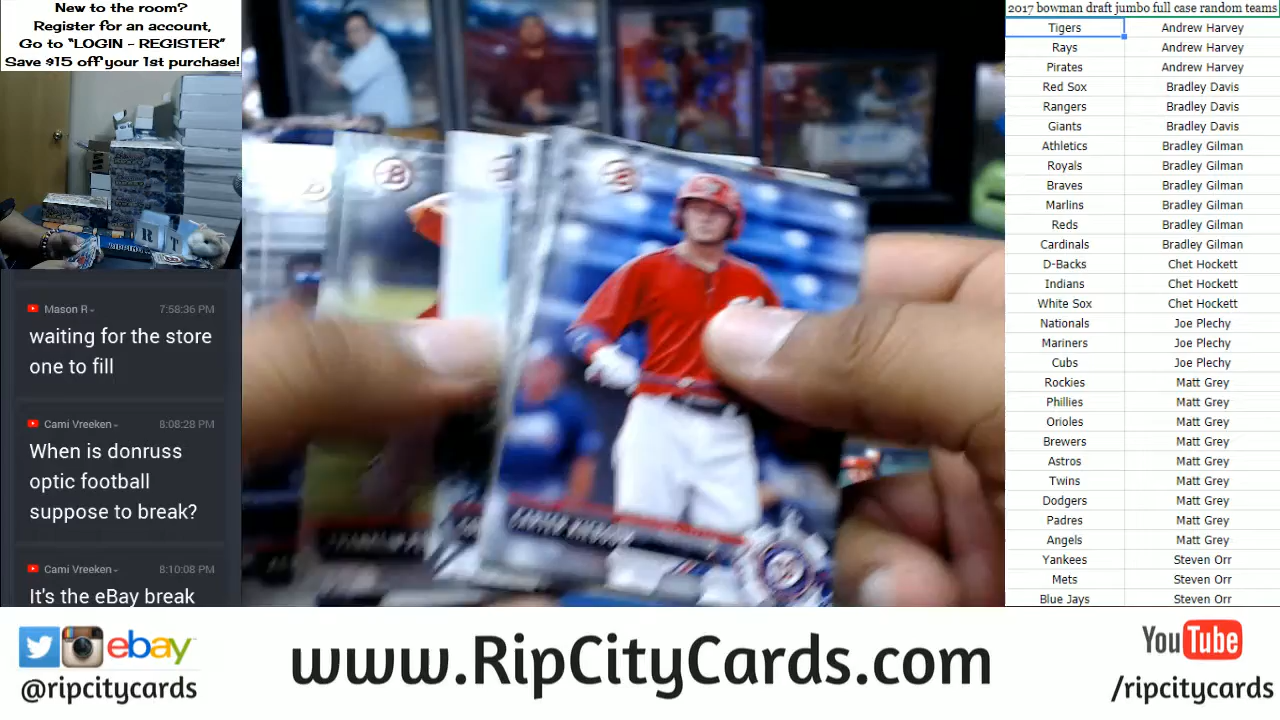 New to the room?
Register for an account,
Go to "LOGIN - REGISTER"
Save $15 off your 1st purchase!
Mason R
7:58:36 PM
waiting for the store
one to fill
Cami Vreeken
8:08:28 PM
When is donruss
optic football
suppose to break?
Cami Vreeken
8:10:08 PM
It's the eBay break
2017 bowman draft jumbo full case random teams
Tigers Andrew Harvey
Rays Andrew Harvey
Pirates Andrew Harvey
Red Sox Bradley Davis
Rangers Bradley Davis
Giants Bradley Davis
Athletics Bradley Gilman
Royals Bradley Gilman
Braves Bradley Gilman
Marlins Bradley Gilman
Reds Bradley Gilman
Cardinals Bradley Gilman
D-Backs Chet Hockett
Indians Chet Hockett
White Sox Chet Hockett
Nationals Joe Plechy
Mariners Joe Plechy
Cubs Joe Plechy
Rockies Matt Grey
Phillies Matt Grey
Orioles Matt Grey
Brewers Matt Grey
Astros Matt Grey
Twins Matt Grey
Dodgers Matt Grey
Padres Matt Grey
Angels Matt Grey
Yankees Steven Orr
Mets Steven Orr
Blue Jays Steven Orr
B
B
R T
ebay
@ripcitycards
www.RipCityCards.com
YouTube
/ripcitycards